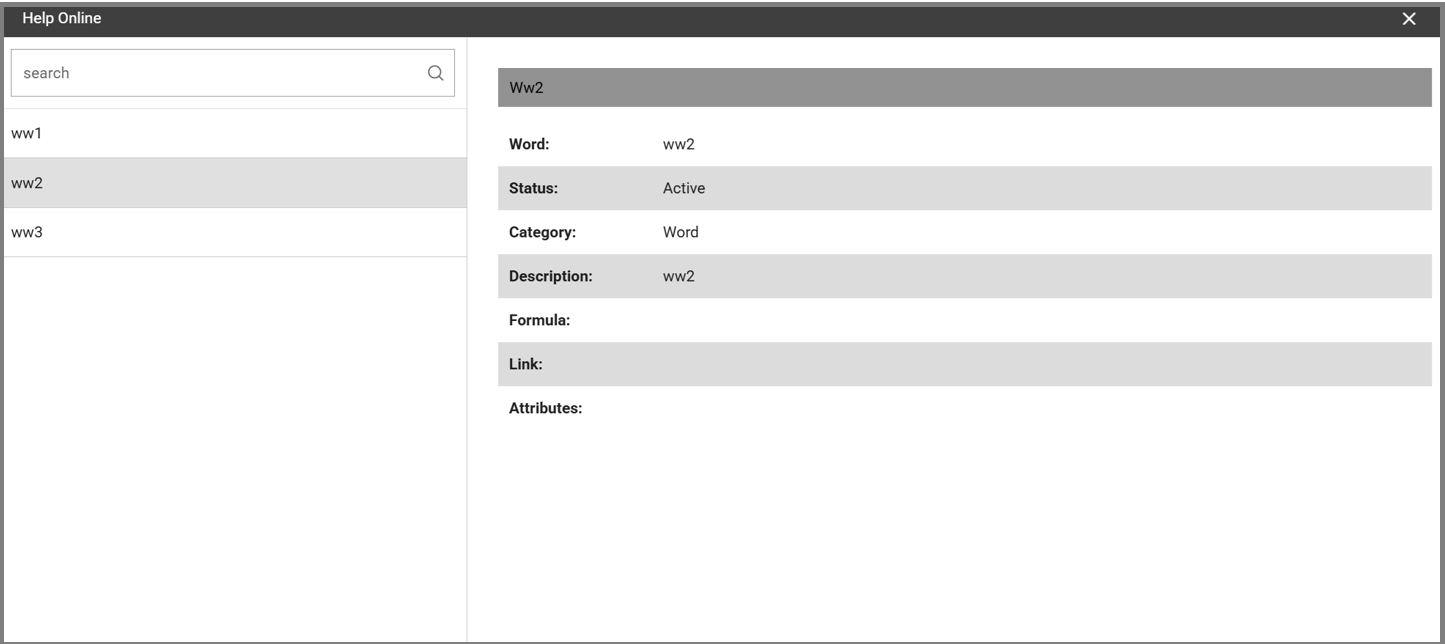 Help Online
search
ww1
ww2
ww3
Ww2
Word: ww2
Status: Active
Category: Word
Description: ww2
Formula:
Link:
Attributes: